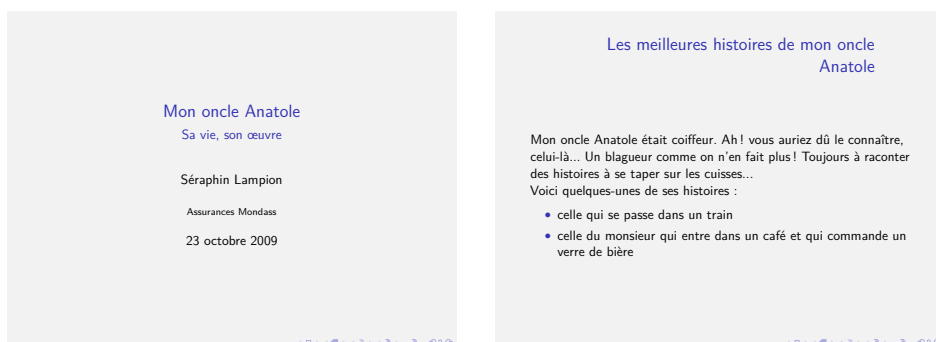 Mon oncle Anatole
Sa vie, son œuvre
Séraphin Lampion
Assurances Mondass
23 octobre 2009
Les meilleures histoires de mon oncle
Anatole
Mon oncle Anatole était coiffeur. Ah ! vous auriez dû le connaître,
celui-là... Un blagueur comme on n'en fait plus ! Toujours à raconter
des histoires à se taper sur les cuisses...
Voici quelques-unes de ses histoires :
• celle qui se passe dans un train
• celle du monsieur qui entre dans un café et qui commande un
verre de bière